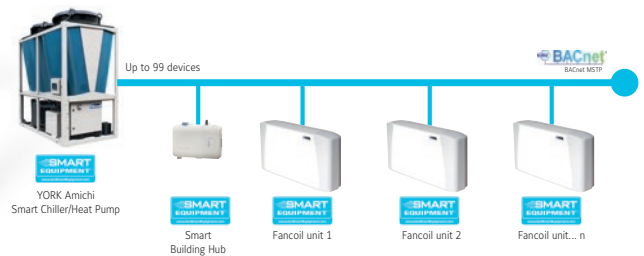 Up to 99 devices
BACnet
BACnet MSTP
SMART
EQUIPMENT
YORK Amichi
Smart Chiller/Heat Pump
SMART
EQUIPMENT
Smart
Building Hub
SMART
EQUIPMENT
Fancoil unit 1
SMART
EQUIPMENT
Fancoil unit 2
SMART
EQUIPMENT
Fancoil unit... n